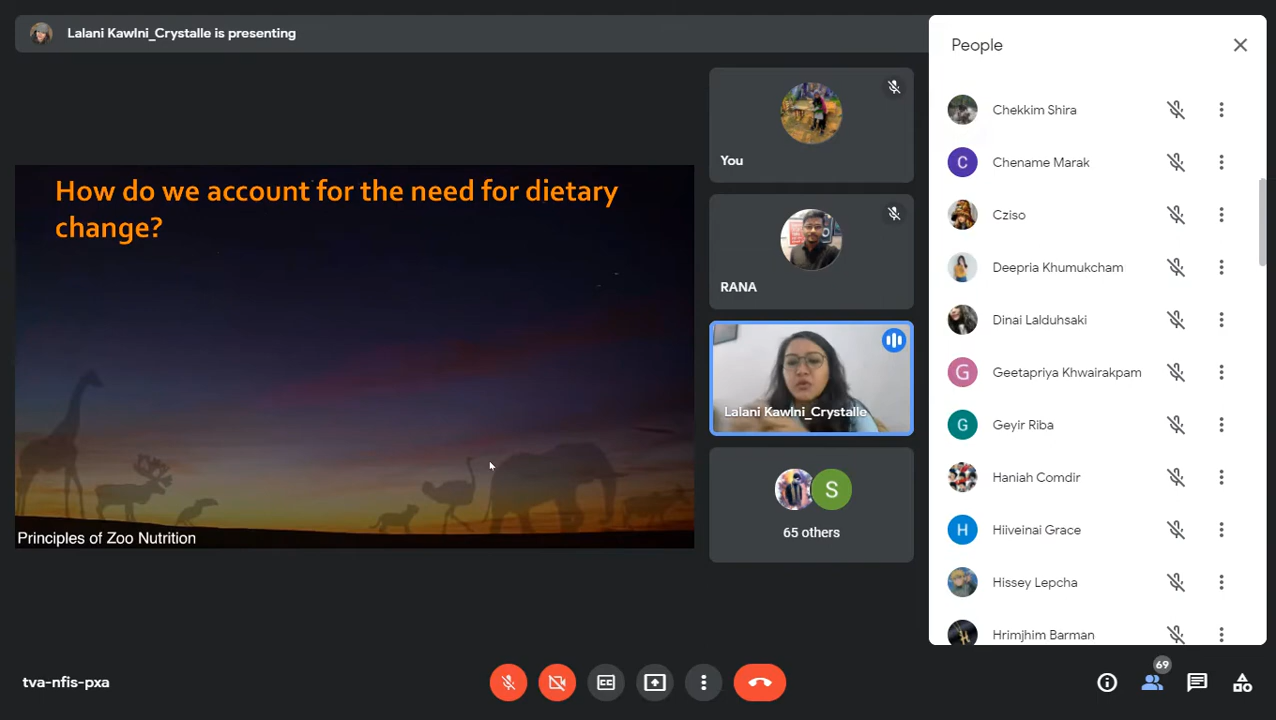 Lalani Kawlni_Crystalle is presenting
How do we account for the need for dietary
change?
Principles of Zoo Nutrition
You
RANA
Lalani Kawlni_Crystalle
S
65 others
People
Chekkim Shira
C
Chename Marak
Cziso
Deepria Khumukcham
Dinai Lalduhsaki
G
Geetapriya Khwairakpam
G
Geyir Riba
Haniah Comdir
H
Hiiveinai Grace
Hissey Lepcha
Hrimjhim Barman
tva-nfis-pxa
CC
69